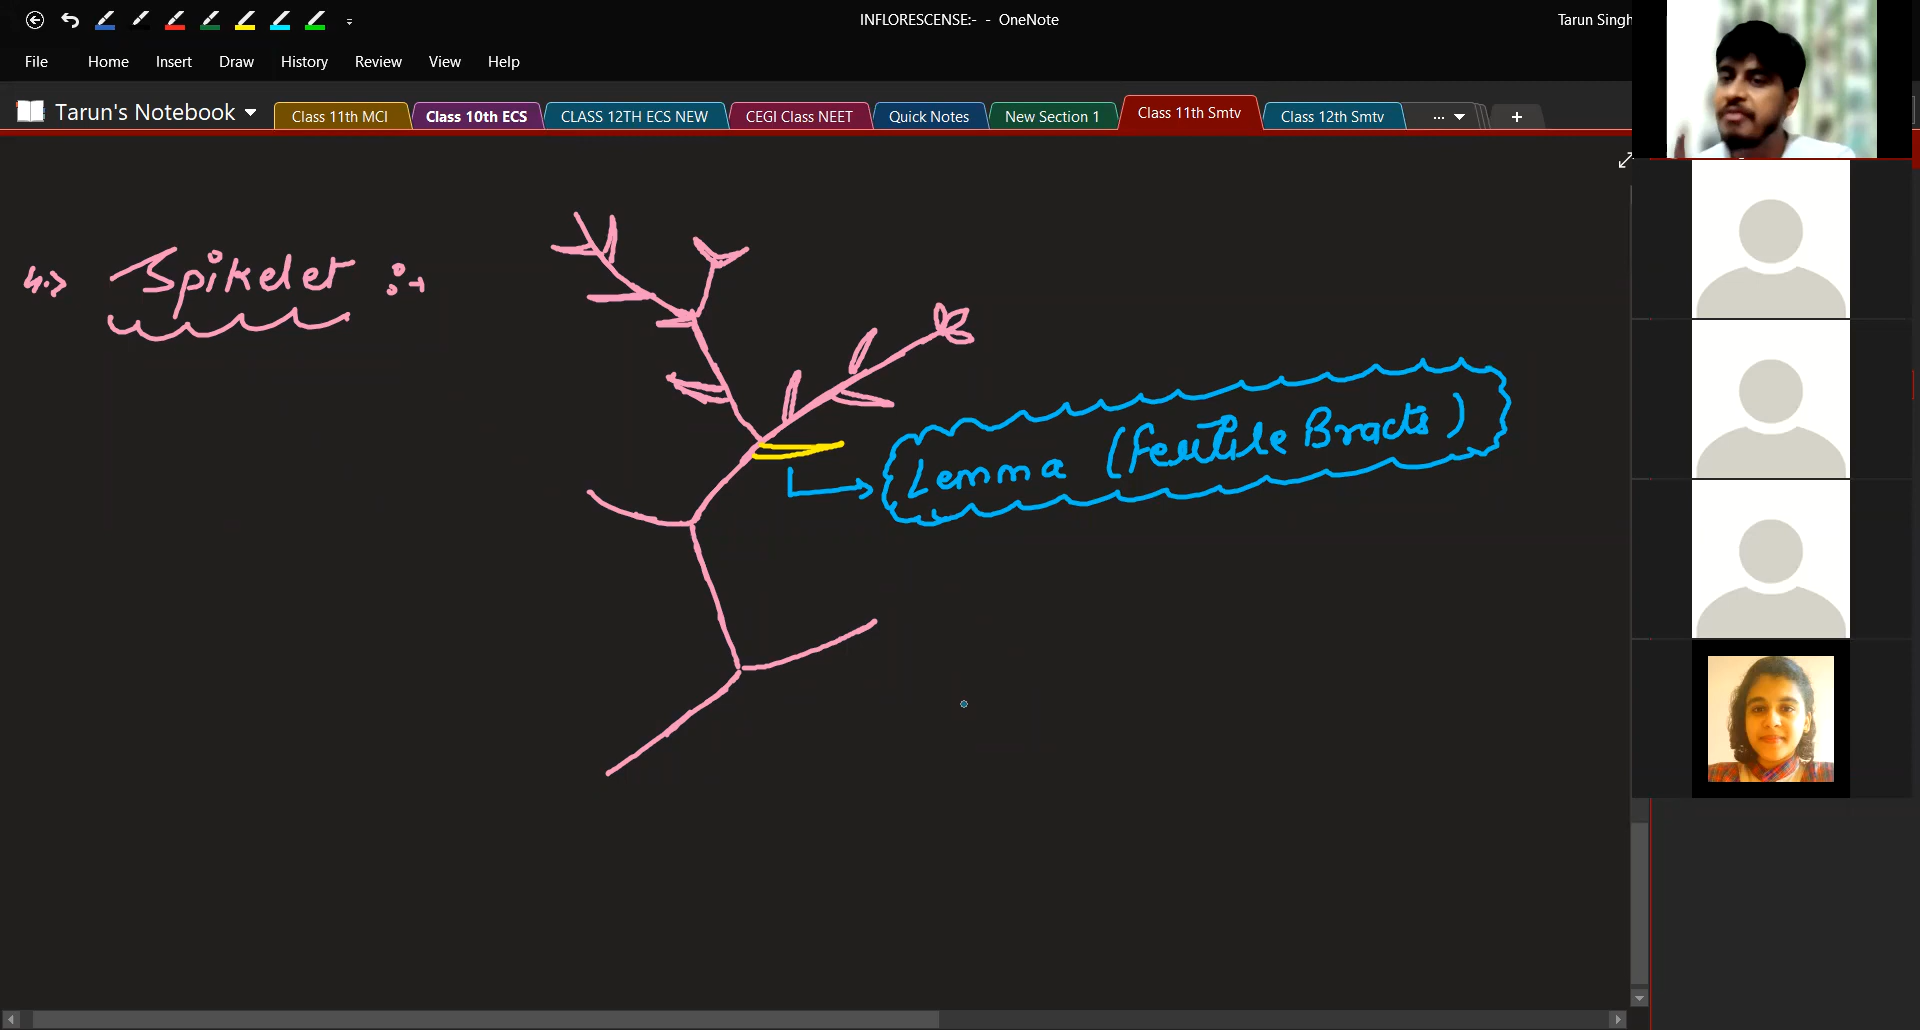 INFLORESCENSE:- - OneNote
Tarun Singh
File Home Insert Draw History Review View Help
Tarun's Notebook
Class 11th MCI
Class 10th ECS
CLASS 12TH ECS NEW
CEGI Class NEET
Quick Notes
New Section 1
Class 11th Smtv
Class 12th Smtv
...
+
4.> Spikelet :→
Lemma (Fertile Bracts)